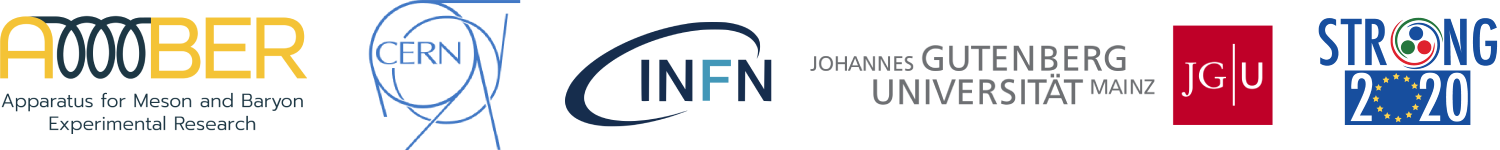 AMBER
Apparatus for Meson and Baryon
Experimental Research
CERN
INFN
JOHANNES GUTENBERG
UNIVERSITÄT MAINZ
JG|U
STRONG
2020